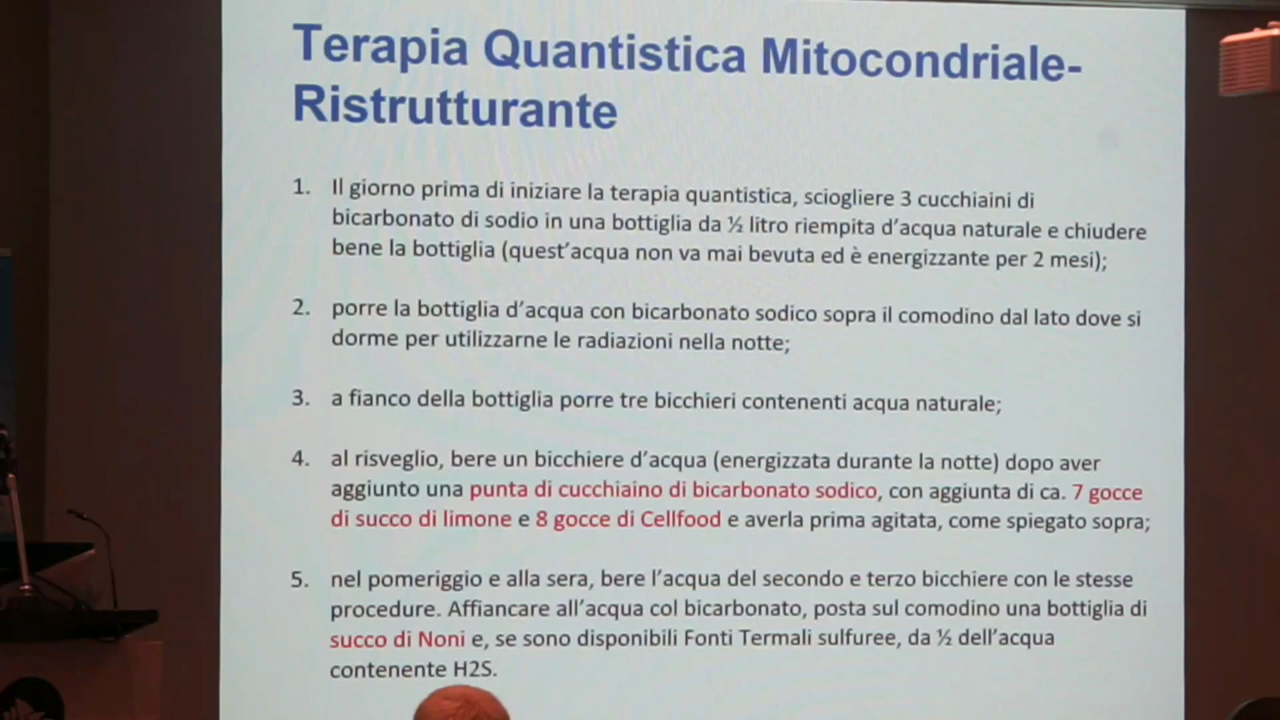 Terapia Quantistica Mitocondriale-
Ristrutturante
1. Il giorno prima di iniziare la terapia quantistica, sciogliere 3 cucchiaini di
bicarbonato di sodio in una bottiglia da ½ litro riempita d’acqua naturale e chiudere
bene la bottiglia (quest’acqua non va mai bevuta ed è energizzante per 2 mesi);
2. porre la bottiglia d’acqua con bicarbonato sodico sopra il comodino dal lato dove si
dorme per utilizzarne le radiazioni nella notte;
3. a fianco della bottiglia porre tre bicchieri contenenti acqua naturale;
4. al risveglio, bere un bicchiere d’acqua (energizzata durante la notte) dopo aver
aggiunto una punta di cucchiaino di bicarbonato sodico, con aggiunta di ca. 7 gocce
di succo di limone e 8 gocce di Cellfood e averla prima agitata, come spiegato sopra;
5. nel pomeriggio e alla sera, bere l’acqua del secondo e terzo bicchiere con le stesse
procedure. Affiancare all’acqua col bicarbonato, posta sul comodino una bottiglia di
succo di Noni e, se sono disponibili Fonti Termali sulfuree, da ½ dell’acqua
contenente H2S.